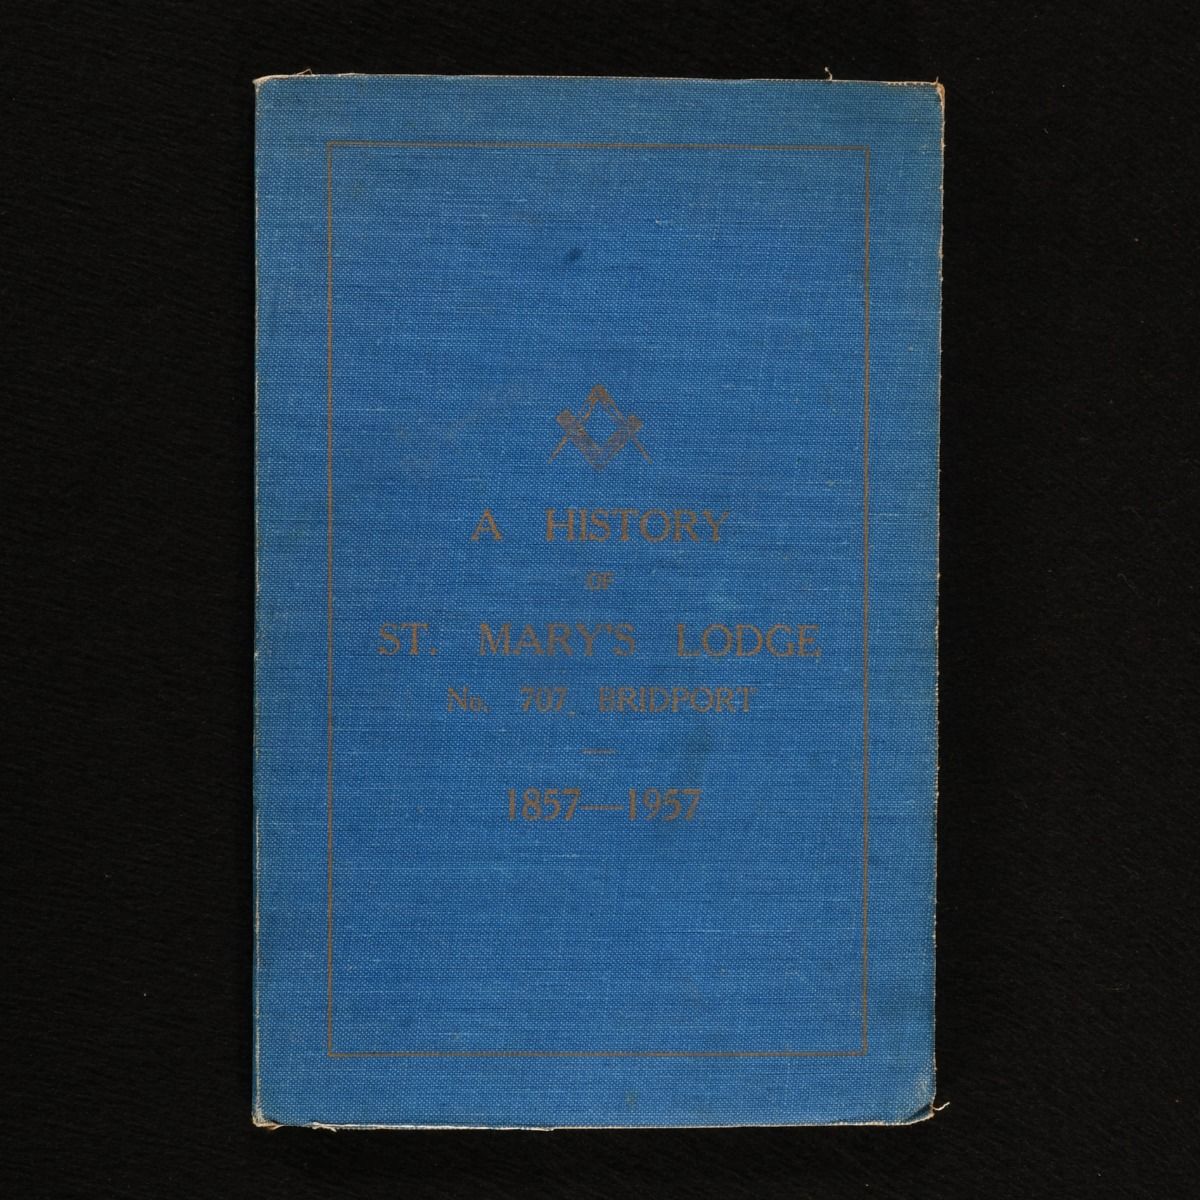 A HISTORY
OF
ST. MARY'S LODGE
No. 707, BRIDPORT
1857—1957